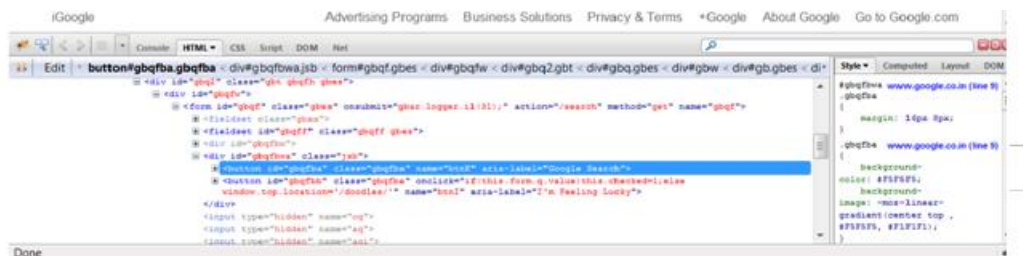 iGoogle Advertising Programs Business Solutions Privacy & Terms +Google About Google Go to Google.com
Console HTML CSS Script DOM Net
Edit button#gbqfba.gbqfba < div#gbqfbwa.jsb < form#gbqf.gbes < div#gbqfw < div#gbq2.gbt < div#gbq.gbes < div#gbw < div#gb.gbes < di
Style Computed Layout DOM
<div id="gbq2" class="gbt gbqfh gbes">
<div id="gbqfw">
<form id="gbqf" class="gbes" onsubmit="gbar.logger.il(31);" action="/search" method="get" name="gbqf">
<fieldset class="gbxx">
<fieldset id="gbqff" class="gbqff gbes">
<div id="gbqfbw">
<div id="gbqfbwa" class="jsb">
<button id="gbqfba" class="gbqfba" name="btnK" aria-label="Google Search">
<button id="gbqfbb" class="gbqfba" onclick="if(this.form.q.value)this.checked=1;else
window.top.location='/doodles/'" name="btnI" aria-label="I'm Feeling Lucky">
</div>
<input type="hidden" name="oq">
<input type="hidden" name="aq">
<input type="hidden" name="aqi">
#gbqfbwa www.google.co.in (line 9)
.gbqfba
{
margin: 16px 8px;
}
.gbqfba www.google.co.in (line 9)
{
background-
color: #F5F5F5;
background-
image: -moz-linear-
gradient(center top ,
#F5F5F5, #F1F1F1);
}
Done